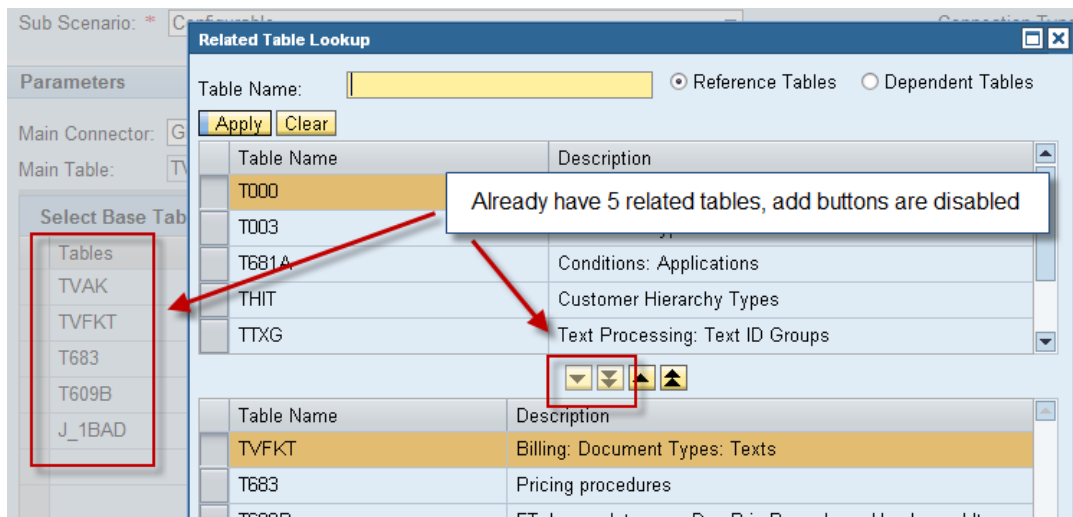 Sub Scenario: *
Related Table Lookup
Parameters
Table Name:
Reference Tables
Dependent Tables
Apply
Clear
Main Connector: G
Main Table:
Table Name
Description
T000
Already have 5 related tables, add buttons are disabled
T003
Select Base Tab
Tables
T681A
Conditions: Applications
TVAK
THIT
Customer Hierarchy Types
TVFKT
TTXG
Text Processing: Text ID Groups
T683
T609B
J_1BAD
Table Name
Description
TVFKT
Billing: Document Types: Texts
T683
Pricing procedures